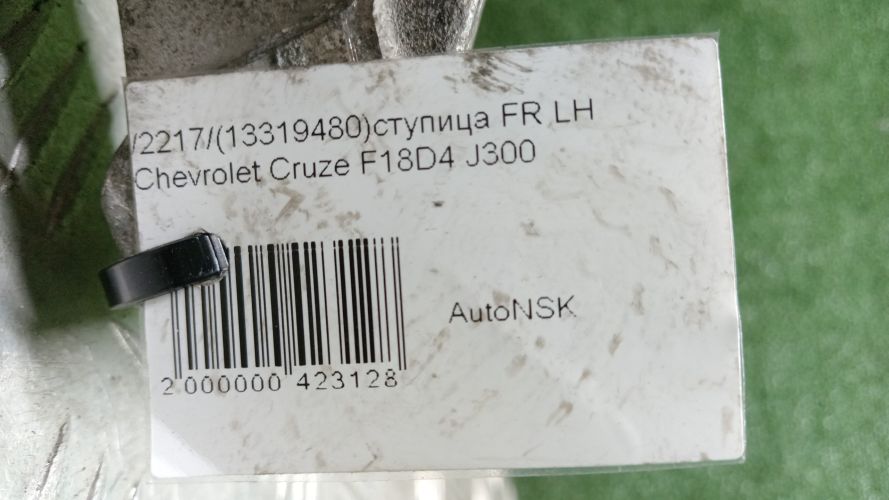 /2217/(13319480)ступица FR LH
Chevrolet Cruze F18D4 J300
AutoNSK
2 000000 423128